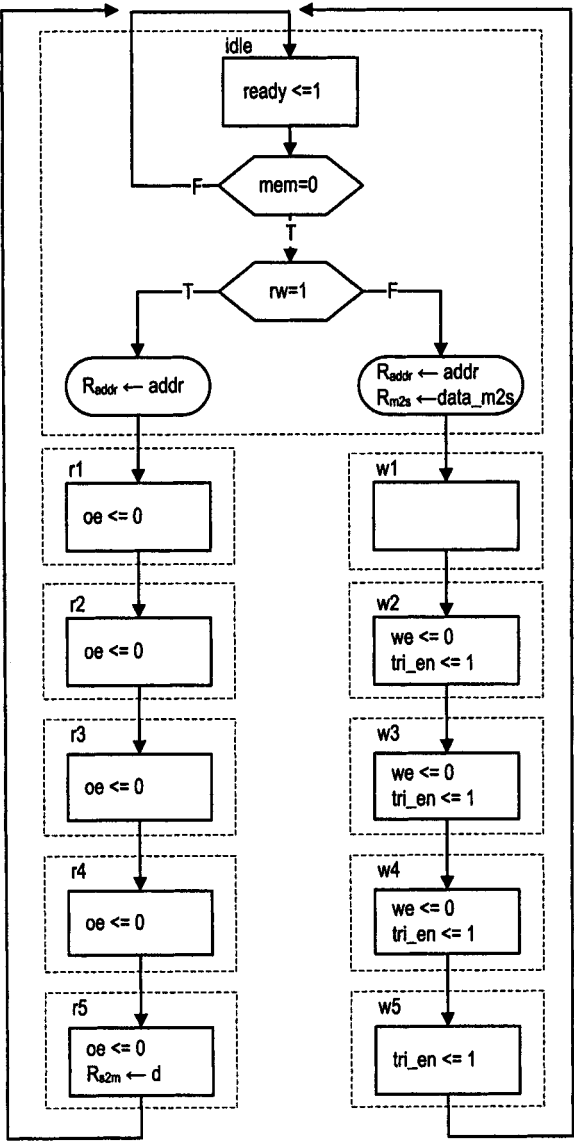 idle
ready <=1
mem=0
F
T
rw=1
T
F
Raddr ← addr
Raddr ← addr
Rm2s ←data_m2s
r1
oe <= 0
w1
r2
oe <= 0
w2
we <= 0
tri_en <= 1
r3
oe <= 0
w3
we <= 0
tri_en <= 1
r4
oe <= 0
w4
we <= 0
tri_en <= 1
r5
oe <= 0
Rs2m ← d
w5
tri_en <= 1